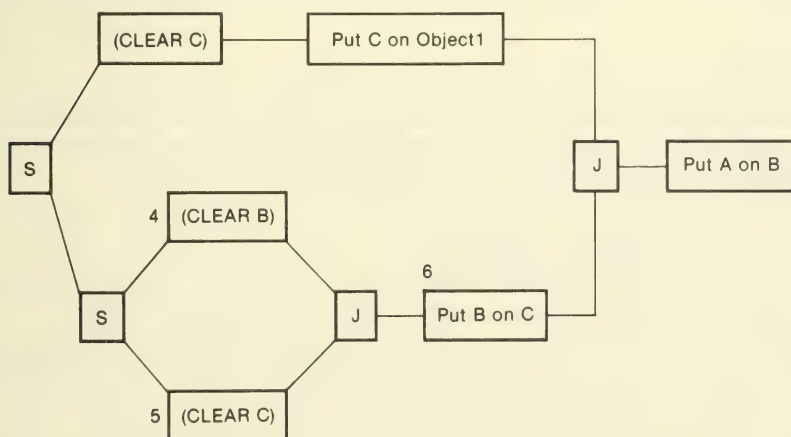 (CLEAR C)
Put C on Object1
S
J
Put A on B
4
(CLEAR B)
6
S
J
Put B on C
5
(CLEAR C)